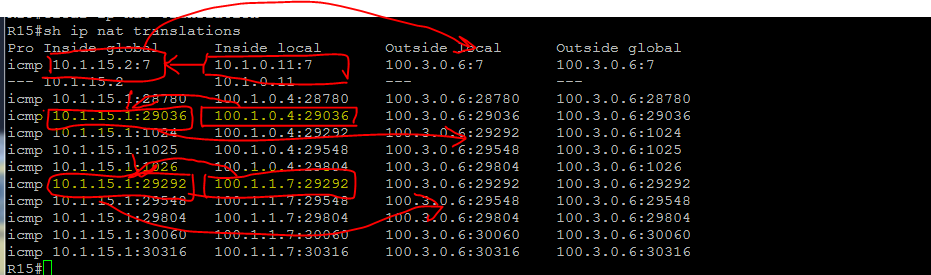 R15#sh ip nat translations
Pro Inside global Inside local Outside local Outside global
icmp 10.1.15.2:7 10.1.0.11:7 100.3.0.6:7 100.3.0.6:7
--- 10.1.15.2 10.1.0.11 --- ---
icmp 10.1.15.1:28780 100.1.0.4:28780 100.3.0.6:28780 100.3.0.6:28780
icmp 10.1.15.1:29036 100.1.0.4:29036 100.3.0.6:29036 100.3.0.6:29036
icmp 10.1.15.1:1024 100.1.0.4:29292 100.3.0.6:29292 100.3.0.6:1024
icmp 10.1.15.1:1025 100.1.0.4:29548 100.3.0.6:29548 100.3.0.6:1025
icmp 10.1.15.1:1026 100.1.0.4:29804 100.3.0.6:29804 100.3.0.6:1026
icmp 10.1.15.1:29292 100.1.1.7:29292 100.3.0.6:29292 100.3.0.6:29292
icmp 10.1.15.1:29548 100.1.1.7:29548 100.3.0.6:29548 100.3.0.6:29548
icmp 10.1.15.1:29804 100.1.1.7:29804 100.3.0.6:29804 100.3.0.6:29804
icmp 10.1.15.1:30060 100.1.1.7:30060 100.3.0.6:30060 100.3.0.6:30060
icmp 10.1.15.1:30316 100.1.1.7:30316 100.3.0.6:30316 100.3.0.6:30316
R15#